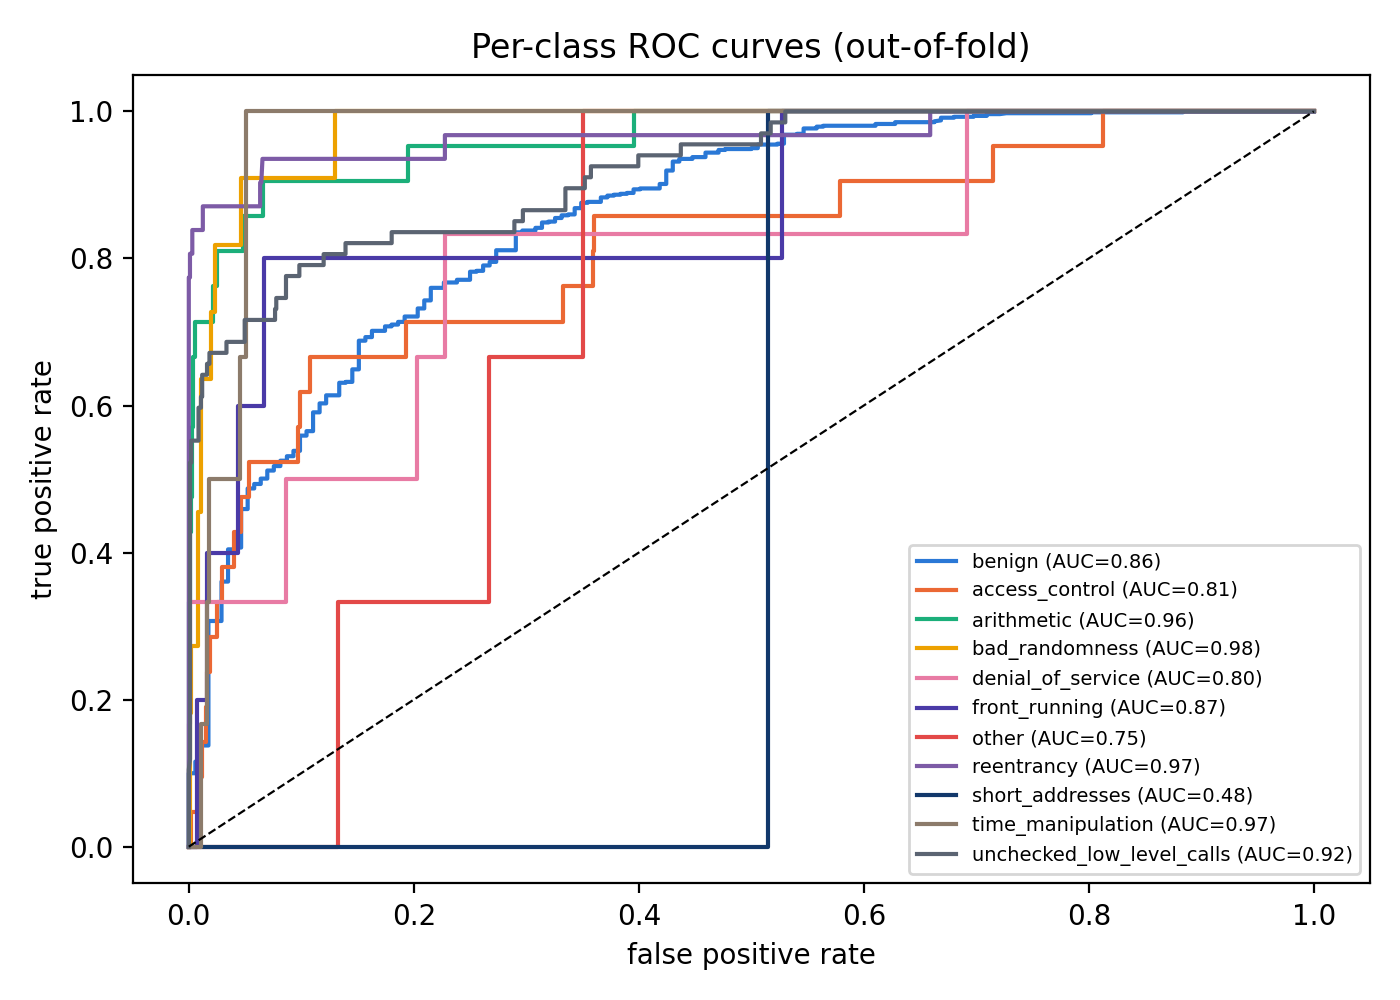 Per-class ROC curves (out-of-fold)
true positive rate
1.0
0.8
0.6
0.4
0.2
0.0
benign (AUC=0.86)
access_control (AUC=0.81)
arithmetic (AUC=0.96)
bad_randomness (AUC=0.98)
denial_of_service (AUC=0.80)
front_running (AUC=0.87)
other (AUC=0.75)
reentrancy (AUC=0.97)
short_addresses (AUC=0.48)
time_manipulation (AUC=0.97)
unchecked_low_level_calls (AUC=0.92)
0.0 0.2 0.4 0.6 0.8 1.0
false positive rate